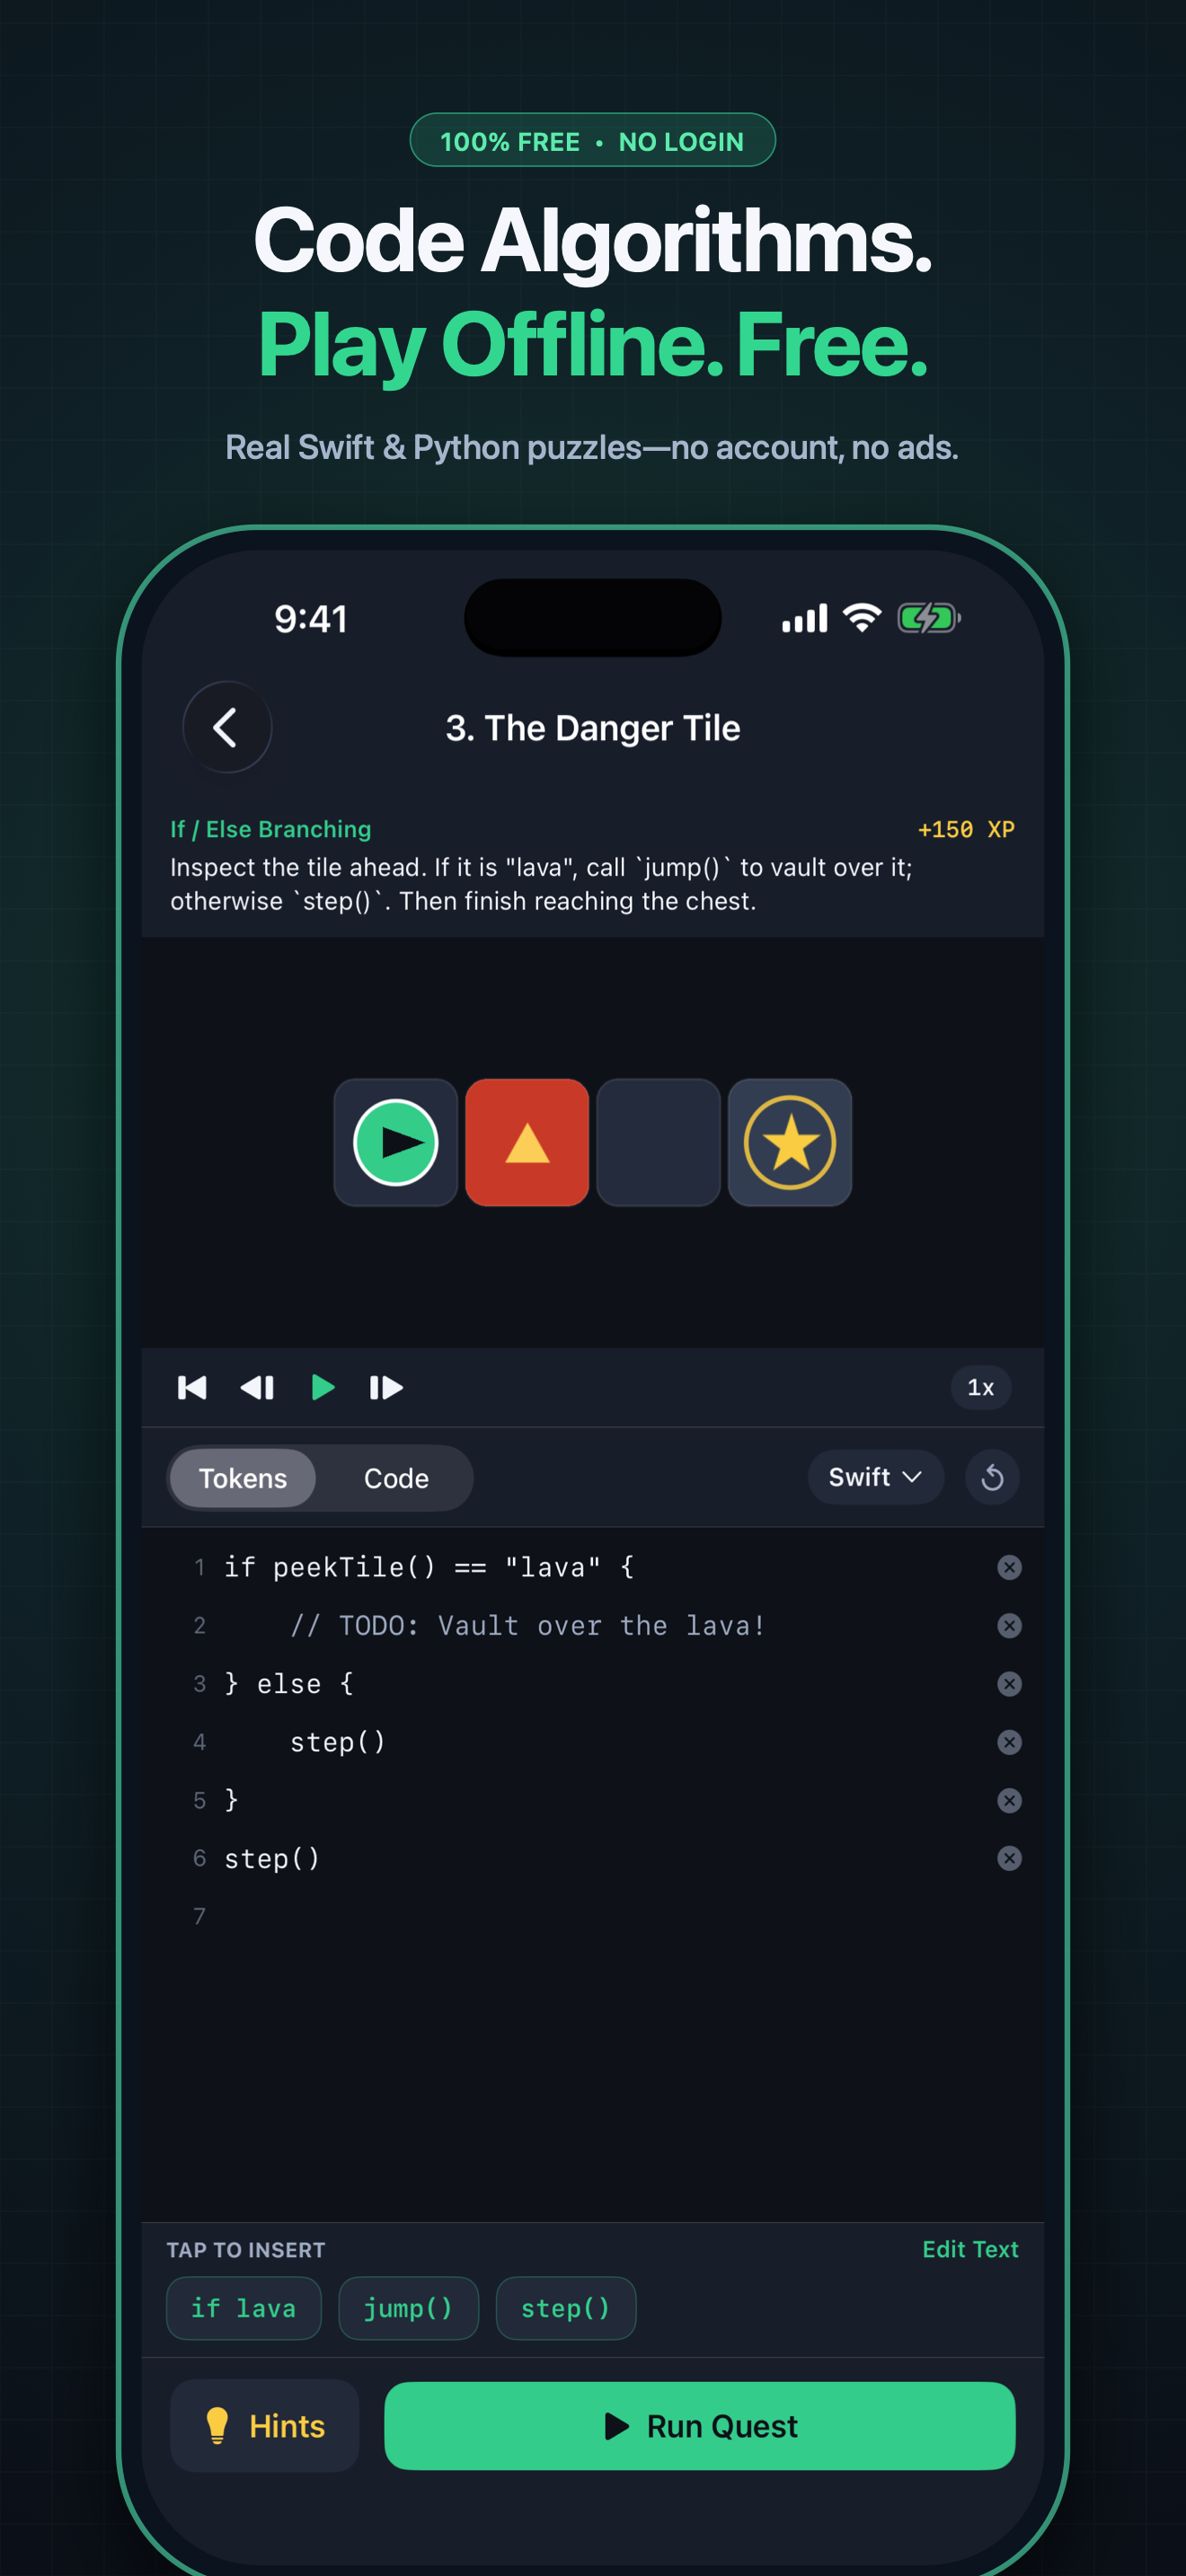 100% FREE • NO LOGIN
Code Algorithms.
Play Offline. Free.
Real Swift & Python puzzles—no account, no ads.
9:41
3. The Danger Tile
If / Else Branching
+150 XP
Inspect the tile ahead. If it is "lava", call `jump()` to vault over it;
otherwise `step()`. Then finish reaching the chest.
1x
Tokens Code Swift
1 if peekTile() == "lava" {
2     // TODO: Vault over the lava!
3 } else {
4     step()
5 }
6 step()
7
TAP TO INSERT Edit Text
if lava jump() step()
Hints Run Quest